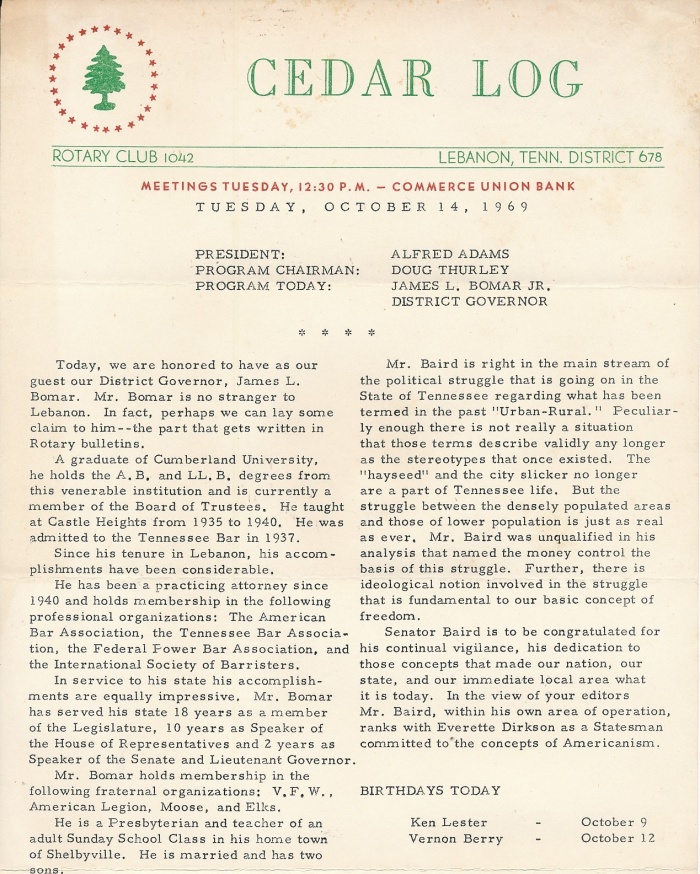 CEDAR LOG
ROTARY CLUB 1042
LEBANON, TENN. DISTRICT 678
MEETINGS TUESDAY, 12:30 P.M. — COMMERCE UNION BANK
TUESDAY, OCTOBER 14, 1969
PRESIDENT: ALFRED ADAMS
PROGRAM CHAIRMAN: DOUG THURLEY
PROGRAM TODAY: JAMES L. BOMAR JR.
DISTRICT GOVERNOR
* * * *
Today, we are honored to have as our
guest our District Governor, James L.
Bomar. Mr. Bomar is no stranger to
Lebanon. In fact, perhaps we can lay some
claim to him--the part that gets written in
Rotary bulletins.
A graduate of Cumberland University,
he holds the A.B. and LL.B. degrees from
this venerable institution and is currently a
member of the Board of Trustees. He taught
at Castle Heights from 1935 to 1940. He was
admitted to the Tennessee Bar in 1937.
Since his tenure in Lebanon, his accom-
plishments have been considerable.
He has been a practicing attorney since
1940 and holds membership in the following
professional organizations: The American
Bar Association, the Tennessee Bar Associa-
tion, the Federal Power Bar Association, and
the International Society of Barristers.
In service to his state his accomplish-
ments are equally impressive. Mr. Bomar
has served his state 18 years as a member
of the Legislature, 10 years as Speaker of
the House of Representatives and 2 years as
Speaker of the Senate and Lieutenant Governor.
Mr. Bomar holds membership in the
following fraternal organizations: V.F.W.,
American Legion, Moose, and Elks.
He is a Presbyterian and teacher of an
adult Sunday School Class in his home town
of Shelbyville. He is married and has two
sons.
Mr. Baird is right in the main stream of
the political struggle that is going on in the
State of Tennessee regarding what has been
termed in the past "Urban-Rural." Peculiar-
ly enough there is not really a situation
that those terms describe validly any longer
as the stereotypes that once existed. The
"hayseed" and the city slicker no longer
are a part of Tennessee life. But the
struggle between the densely populated areas
and those of lower population is just as real
as ever. Mr. Baird was unqualified in his
analysis that named the money control the
basis of this struggle. Further, there is
ideological notion involved in the struggle
that is fundamental to our basic concept of
freedom.
Senator Baird is to be congratulated for
his continual vigilance, his dedication to
those concepts that made our nation, our
state, and our immediate local area what
it is today. In the view of your editors
Mr. Baird, within his own area of operation,
ranks with Everette Dirkson as a Statesman
committed to the concepts of Americanism.
BIRTHDAYS TODAY
Ken Lester - October 9
Vernon Berry - October 12